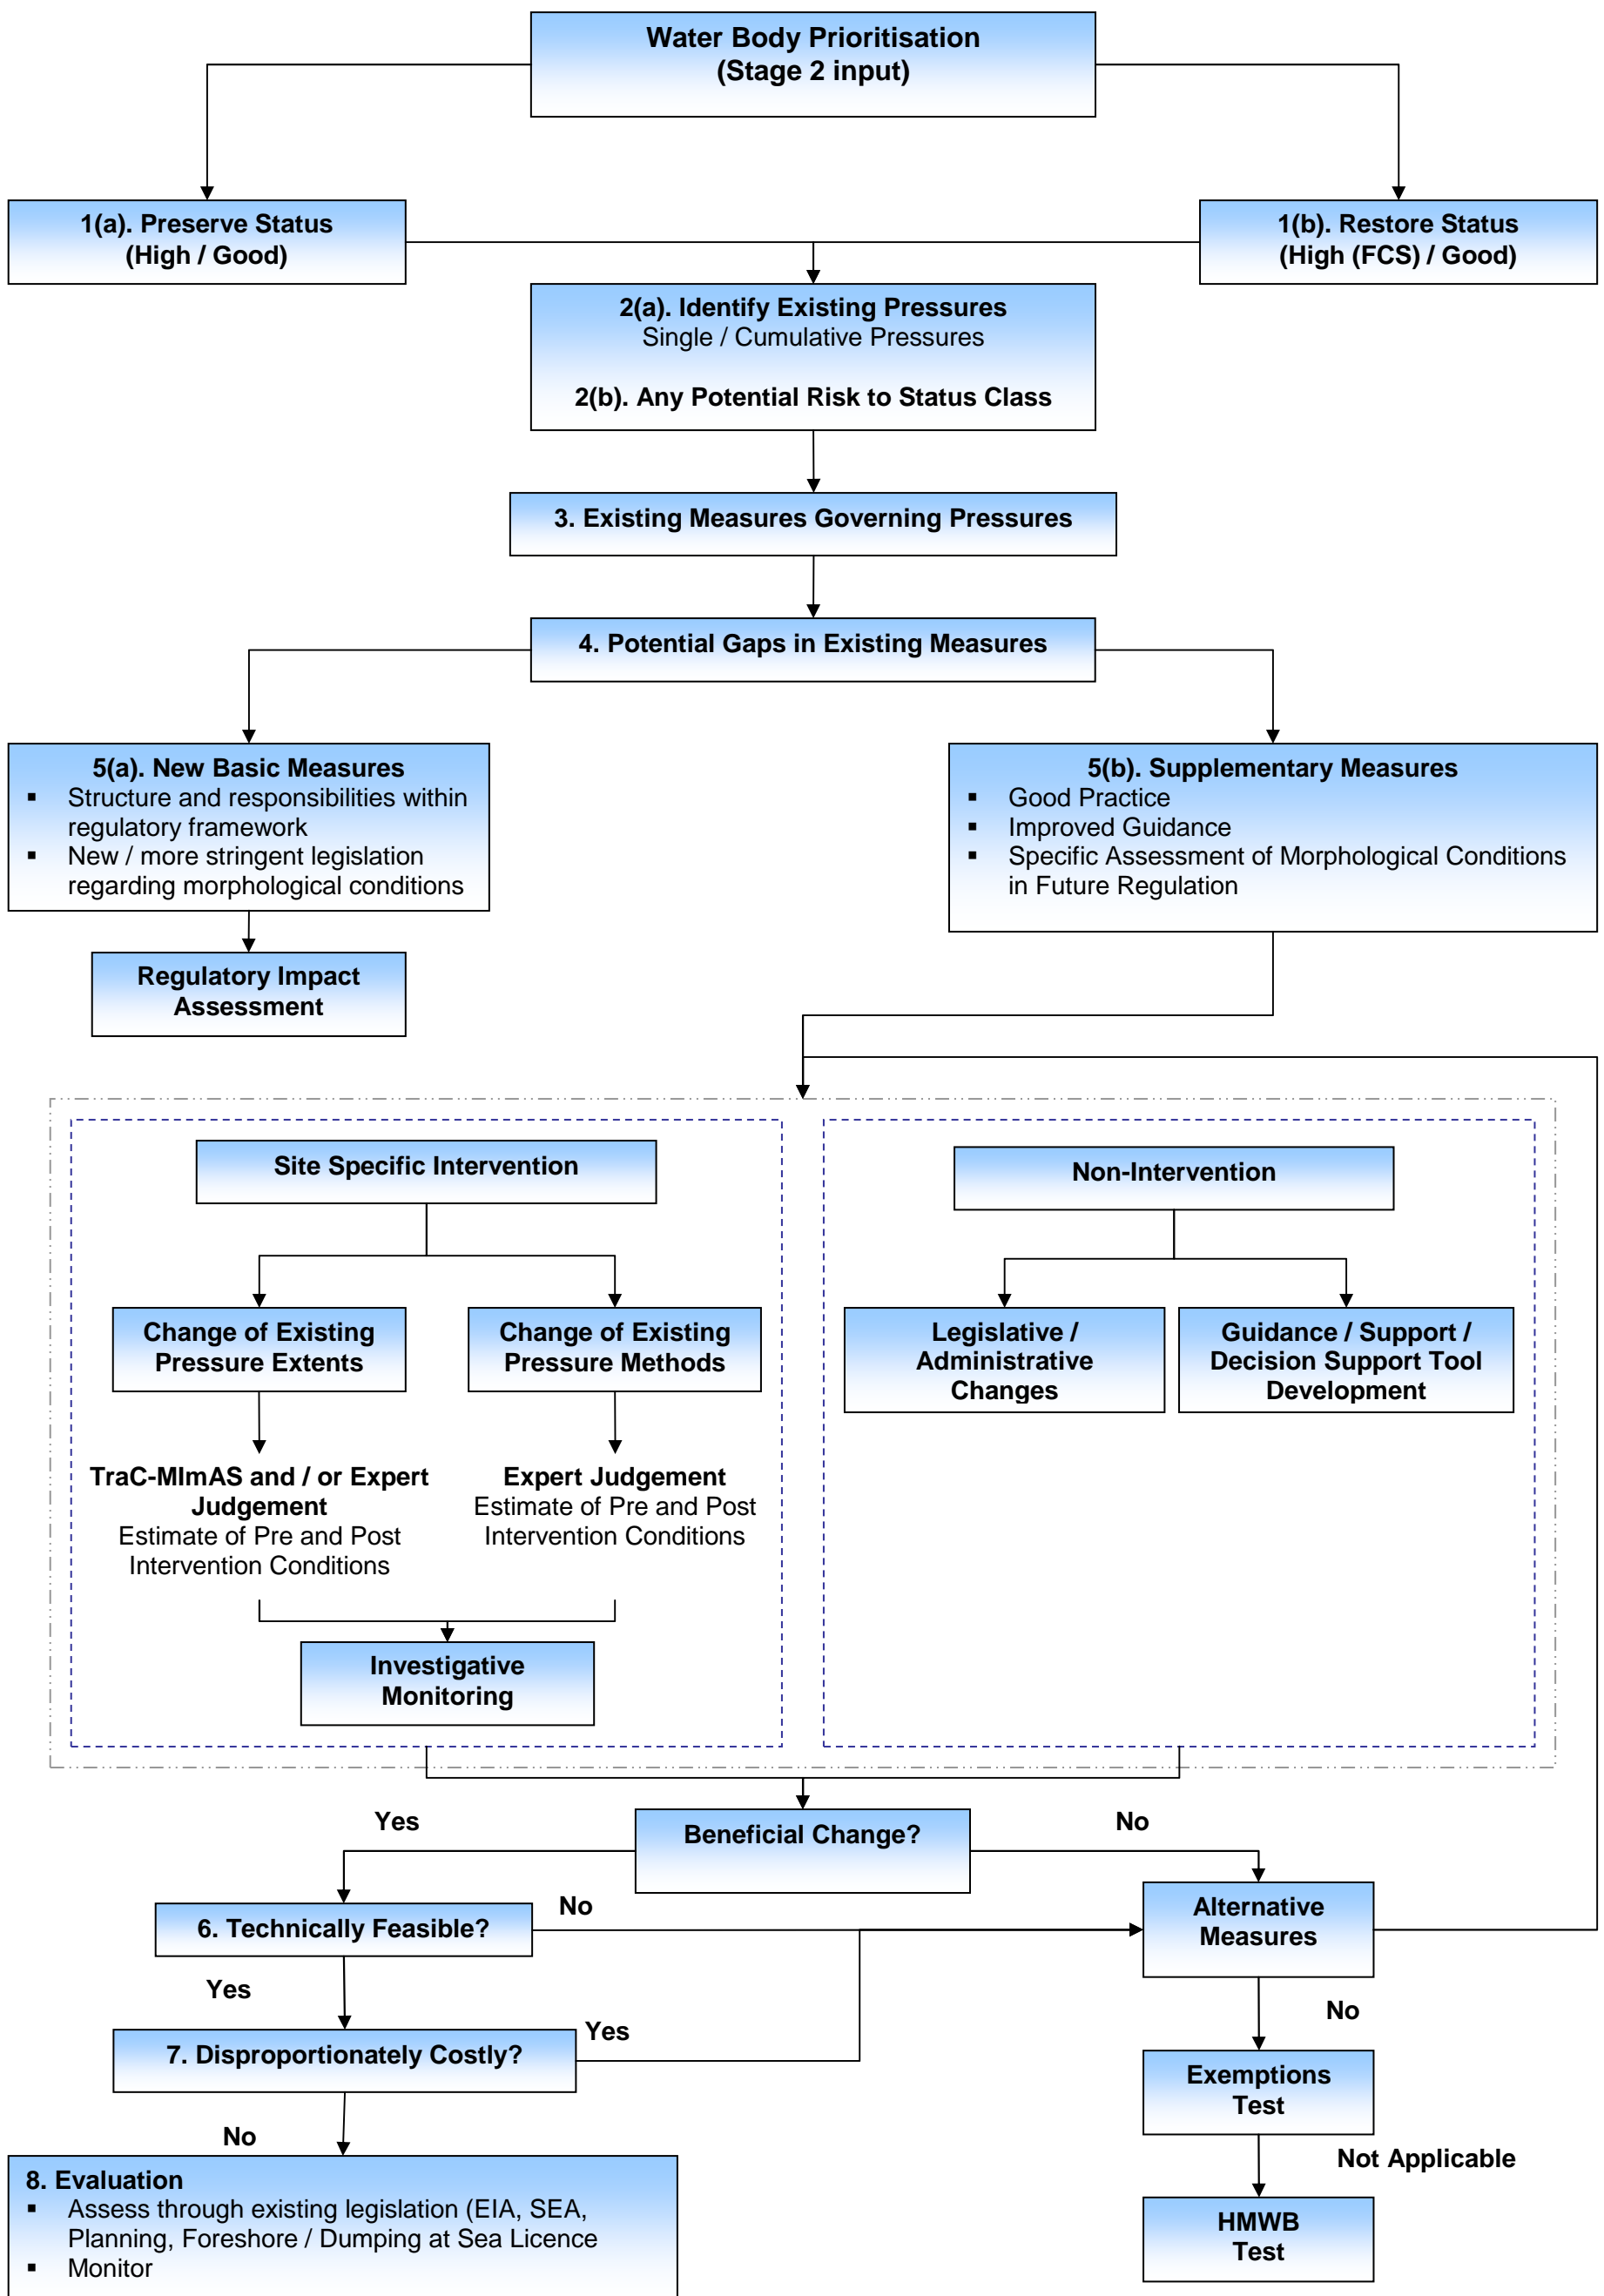 Water Body Prioritisation
(Stage 2 input)
1(a). Preserve Status
(High / Good)
1(b). Restore Status
(High (FCS) / Good)
2(a). Identify Existing Pressures
Single / Cumulative Pressures
2(b). Any Potential Risk to Status Class
3. Existing Measures Governing Pressures
4. Potential Gaps in Existing Measures
5(a). New Basic Measures
▪ Structure and responsibilities within
regulatory framework
▪ New / more stringent legislation
regarding morphological conditions
5(b). Supplementary Measures
▪ Good Practice
▪ Improved Guidance
▪ Specific Assessment of Morphological Conditions
in Future Regulation
Regulatory Impact
Assessment
Site Specific Intervention
Non-Intervention
Change of Existing
Pressure Extents
Change of Existing
Pressure Methods
Legislative /
Administrative
Changes
Guidance / Support /
Decision Support Tool
Development
TraC-MImAS and / or Expert
Judgement
Estimate of Pre and Post
Intervention Conditions
Expert Judgement
Estimate of Pre and Post
Intervention Conditions
Investigative
Monitoring
Yes
Beneficial Change?
No
6. Technically Feasible?
No
Alternative
Measures
Yes
No
7. Disproportionately Costly?
Yes
Exemptions
Test
No
Not Applicable
8. Evaluation
▪ Assess through existing legislation (EIA, SEA,
Planning, Foreshore / Dumping at Sea Licence
▪ Monitor
HMWB
Test